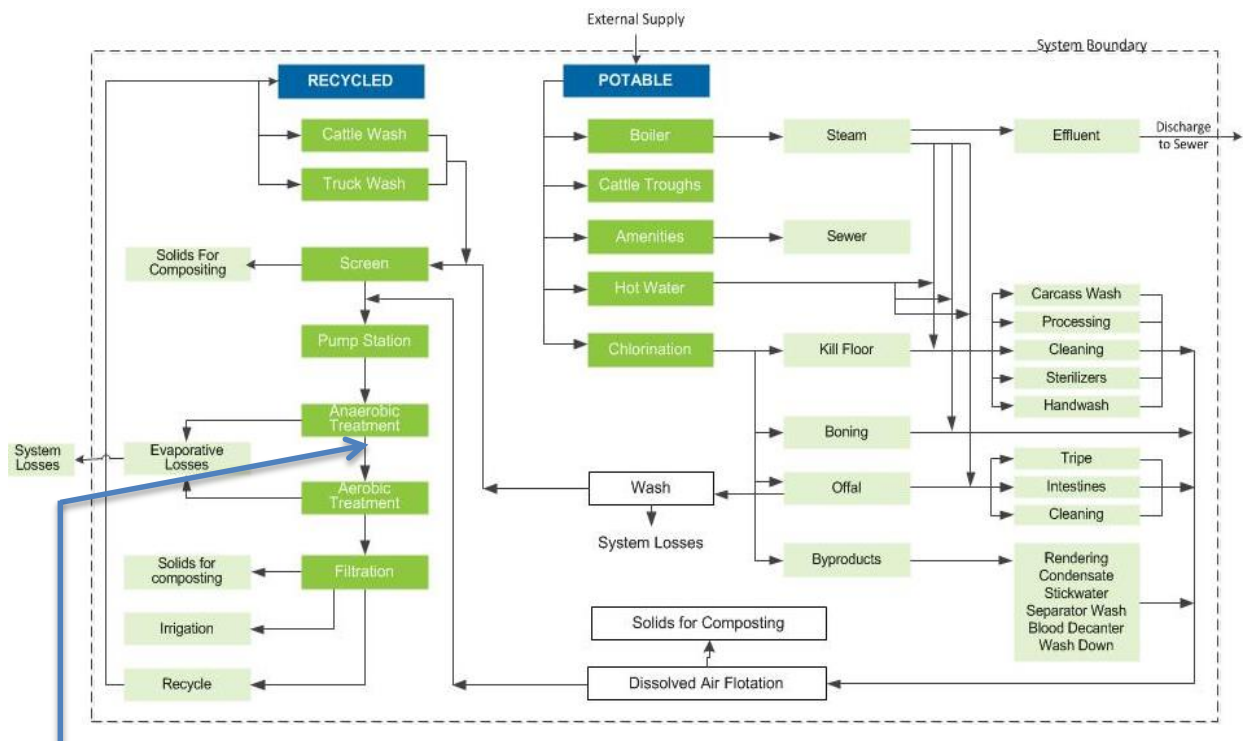 External Supply
System Boundary
RECYCLED
POTABLE
Cattle Wash
Truck Wash
Boiler
Steam
Effluent
Discharge
to Sewer
Cattle Troughs
Amenities
Sewer
Solids For
Compositing
Screen
Hot Water
Pump Station
Chlorination
Kill Floor
Carcass Wash
Processing
Cleaning
Sterilizers
Handwash
Anaerobic
Treatment
System
Losses
Evaporative
Losses
Boning
Aerobic
Treatment
Wash
Offal
Tripe
Intestines
Cleaning
System Losses
Solids for
composting
Filtration
Byproducts
Rendering
Condensate
Stickwater
Separator Wash
Blood Decanter
Wash Down
Irrigation
Solids for Composting
Recycle
Dissolved Air Flotation